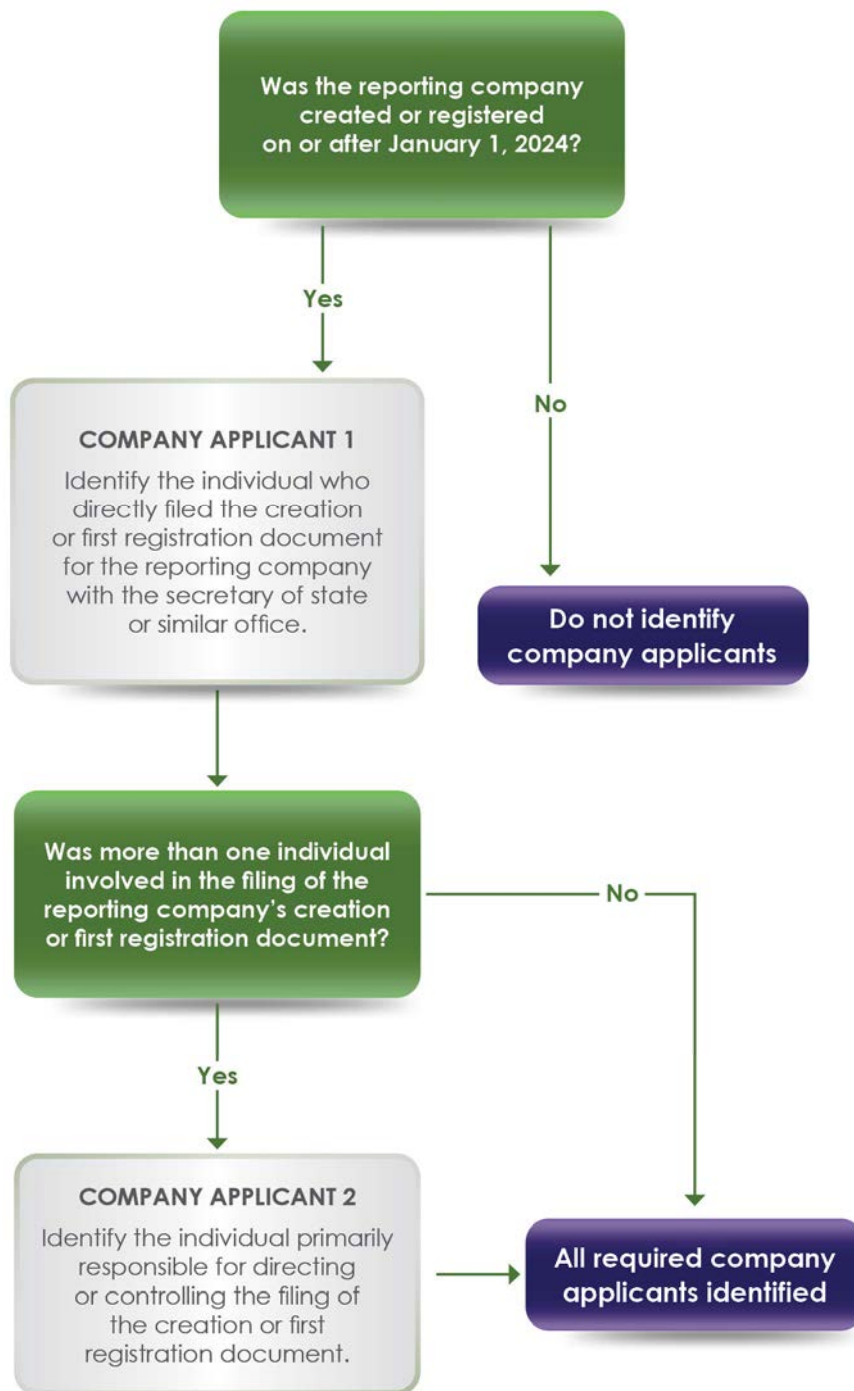 Was the reporting company
created or registered
on or after January 1, 2024?
Yes
No
COMPANY APPLICANT 1
Identify the individual who
directly filed the creation
or first registration document
for the reporting company
with the secretary of state
or similar office.
Do not identify
company applicants
Was more than one individual
involved in the filing of the
reporting company’s creation
or first registration document?
No
Yes
COMPANY APPLICANT 2
Identify the individual primarily
responsible for directing
or controlling the filing of
the creation or first
registration document.
All required company
applicants identified